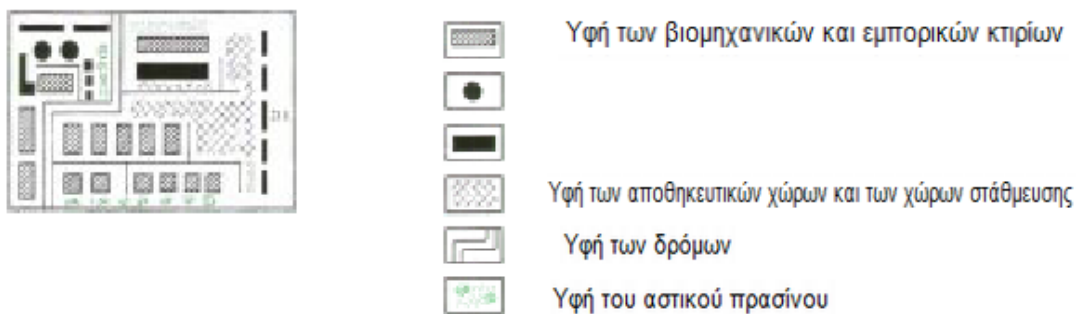 Υφή των βιομηχανικών και εμπορικών κτιρίων
Υφή των αποθηκευτικών χώρων και των χώρων στάθμευσης
Υφή των δρόμων
Υφή του αστικού πρασίνου